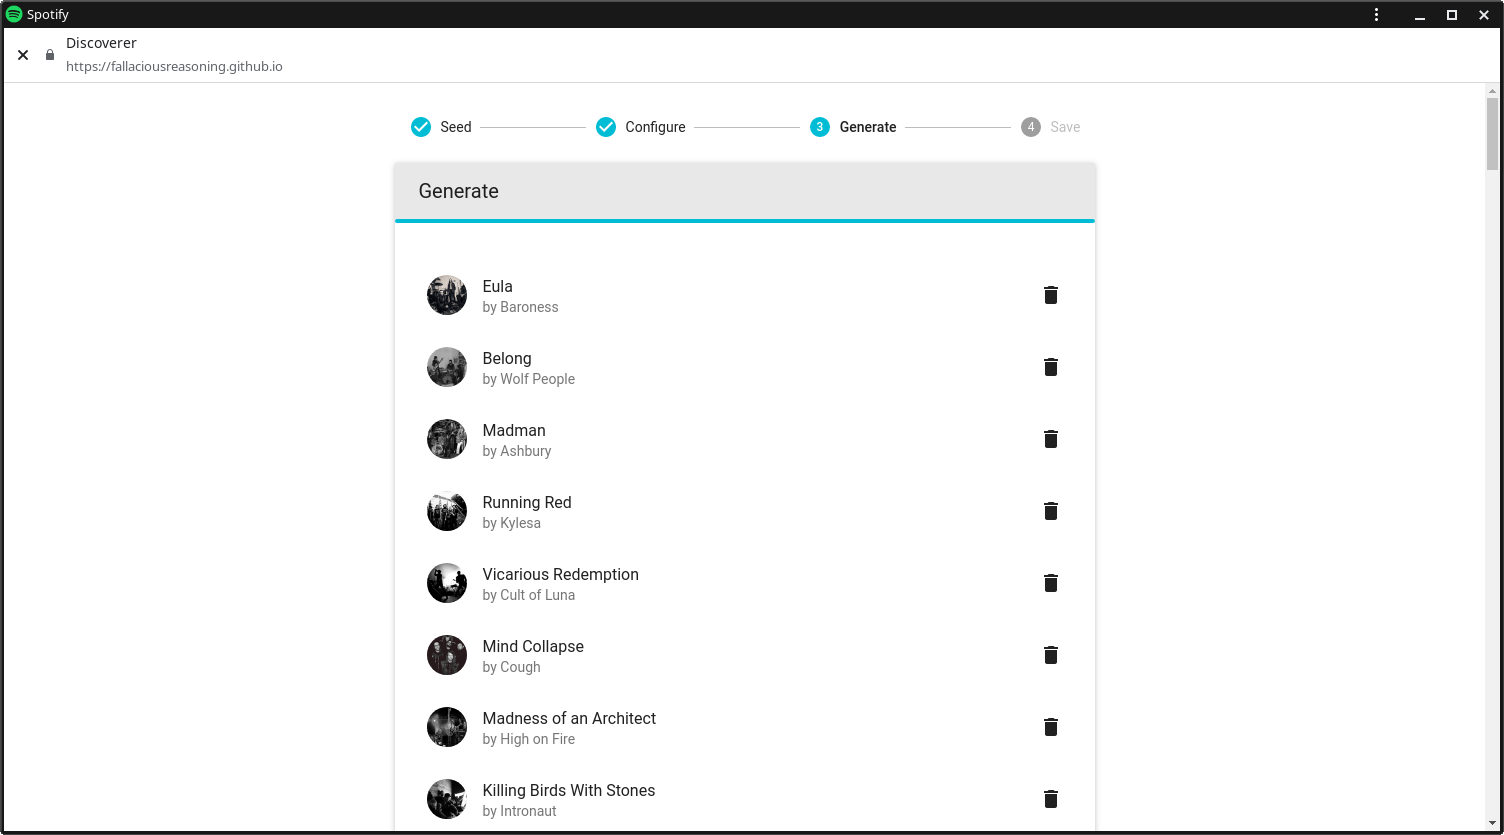 Spotify
Discoverer
https://fallaciousreasoning.github.io
Seed
Configure
3 Generate
4 Save
Generate
Eula
by Baroness
Belong
by Wolf People
Madman
by Ashbury
Running Red
by Kylesa
Vicarious Redemption
by Cult of Luna
Mind Collapse
by Cough
Madness of an Architect
by High on Fire
Killing Birds With Stones
by Intronaut